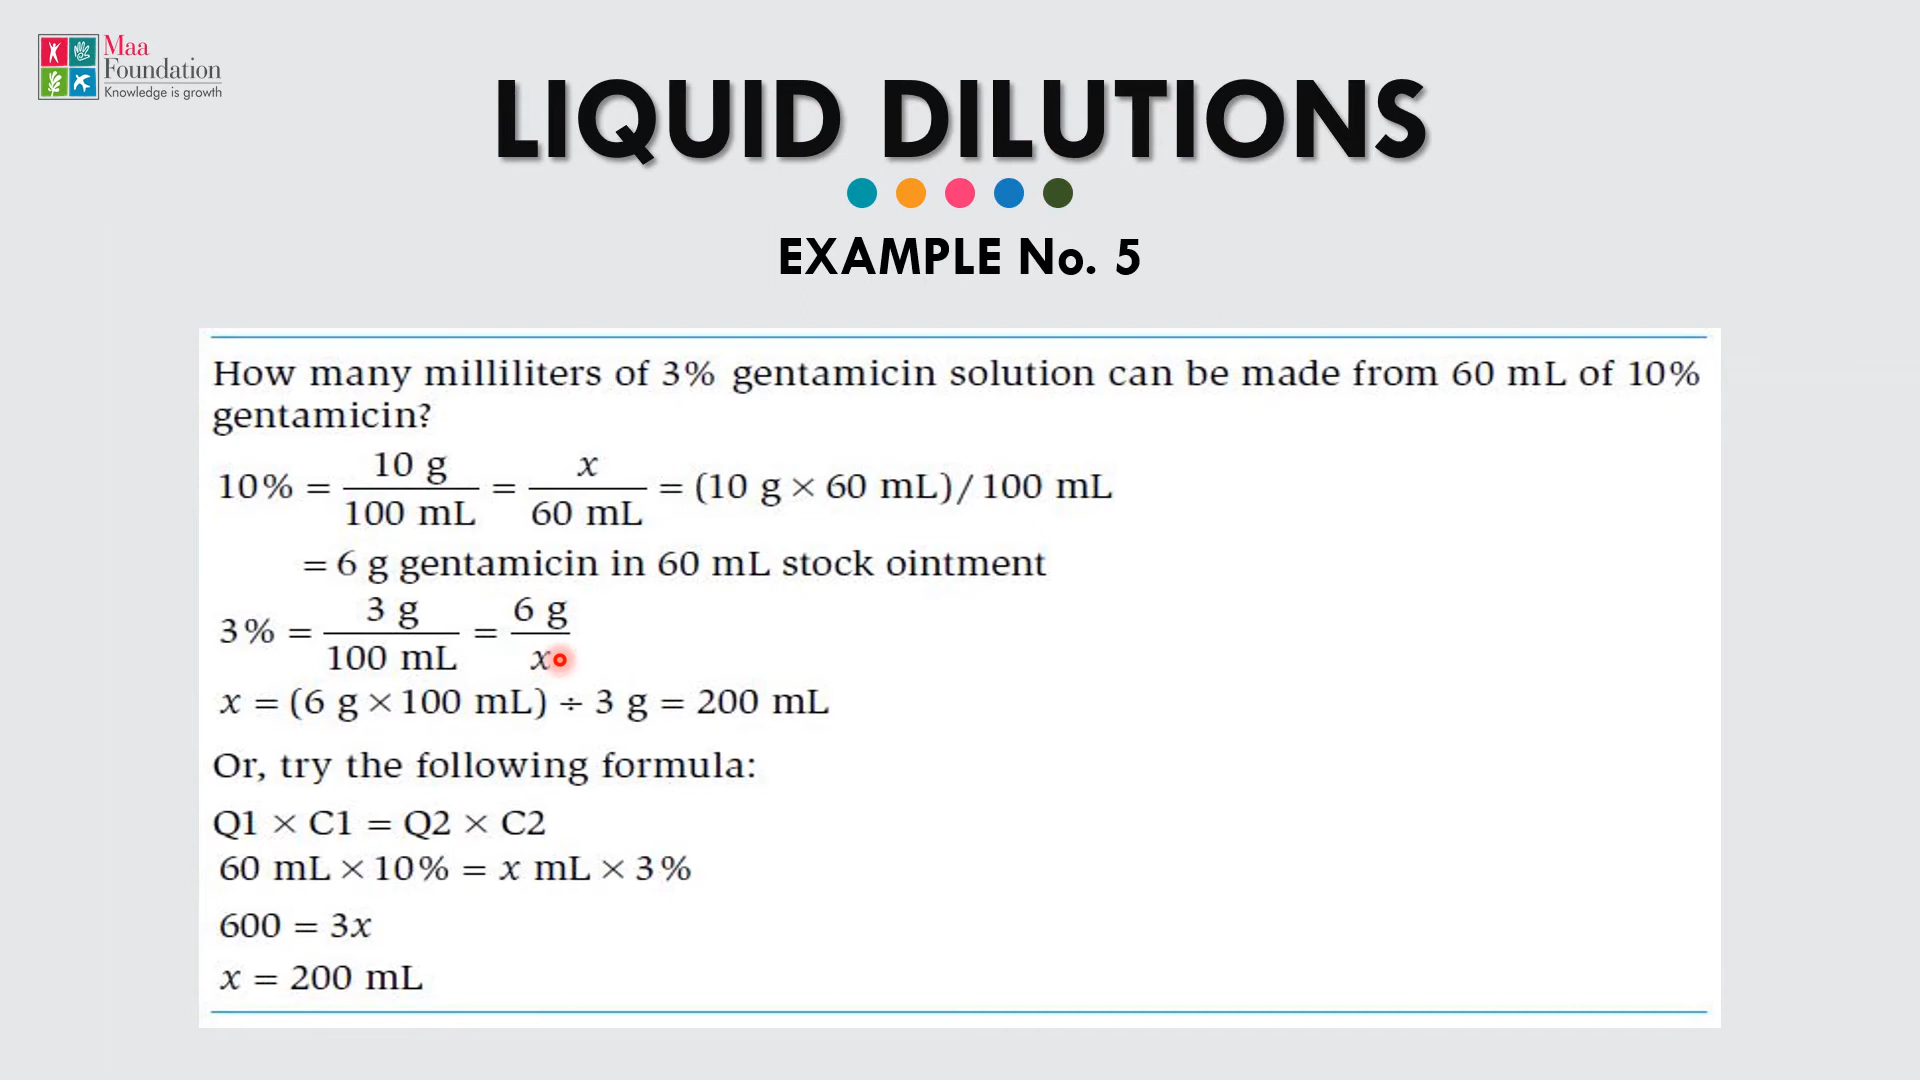 Maa
Foundation
Knowledge is growth
LIQUID DILUTIONS
EXAMPLE No. 5
How many milliliters of 3% gentamicin solution can be made from 60 mL of 10%
gentamicin?
10% = 10 g / 100 mL = x / 60 mL = (10 g × 60 mL)/100 mL
= 6 g gentamicin in 60 mL stock ointment
3% = 3 g / 100 mL = 6 g / x
x = (6 g × 100 mL) ÷ 3 g = 200 mL
Or, try the following formula:
Q1 × C1 = Q2 × C2
60 mL × 10% = x mL × 3%
600 = 3x
x = 200 mL